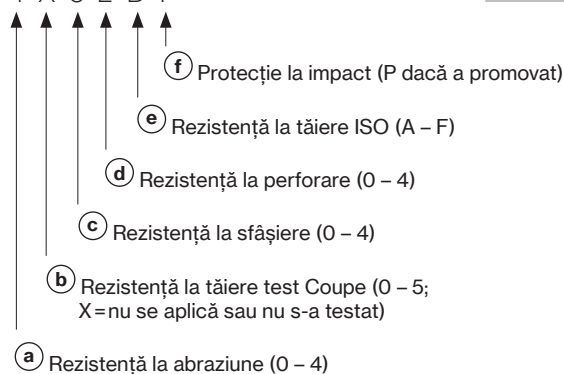 f Protecție la impact (P dacă a promovat)
e Rezistență la tăiere ISO (A – F)
d Rezistență la perforare (0 – 4)
c Rezistență la sfâșiere (0 – 4)
b Rezistență la tăiere test Coupe (0 – 5;
X = nu se aplică sau nu s-a testat)
a Rezistență la abraziune (0 – 4)